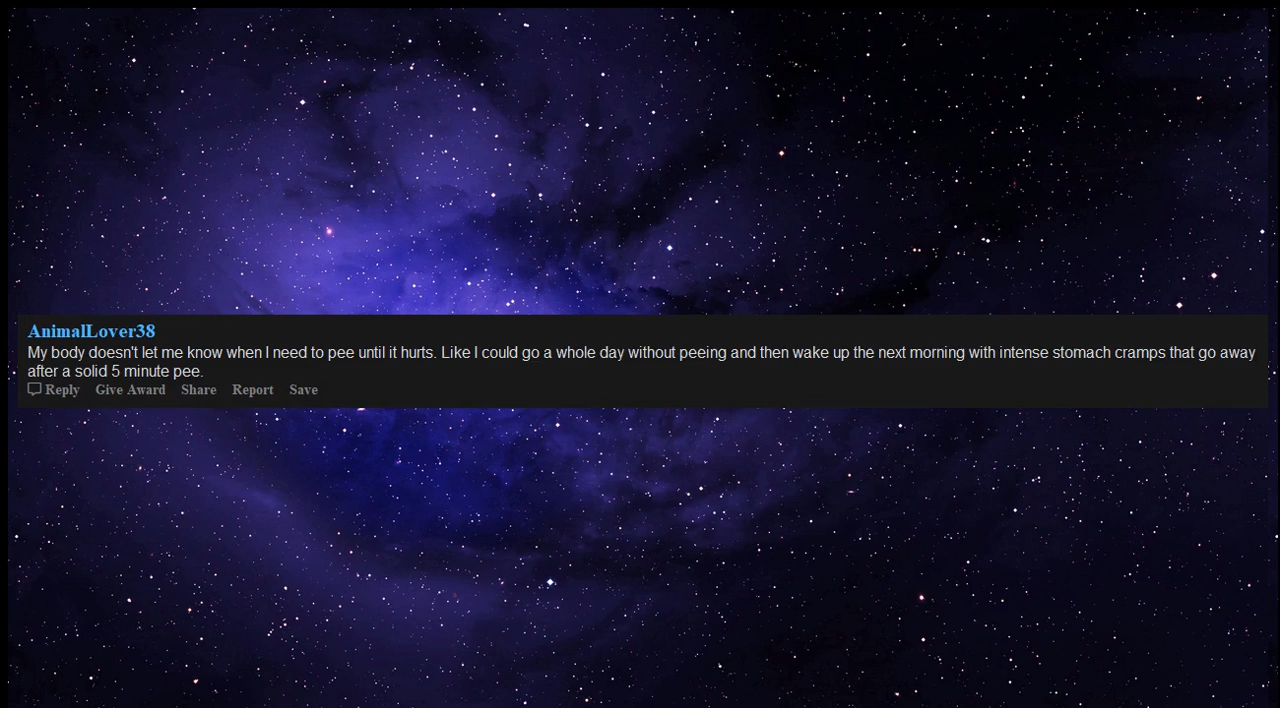 AnimalLover38
My body doesn't let me know when I need to pee until it hurts. Like I could go a whole day without peeing and then wake up the next morning with intense stomach cramps that go away
after a solid 5 minute pee.
Reply Give Award Share Report Save